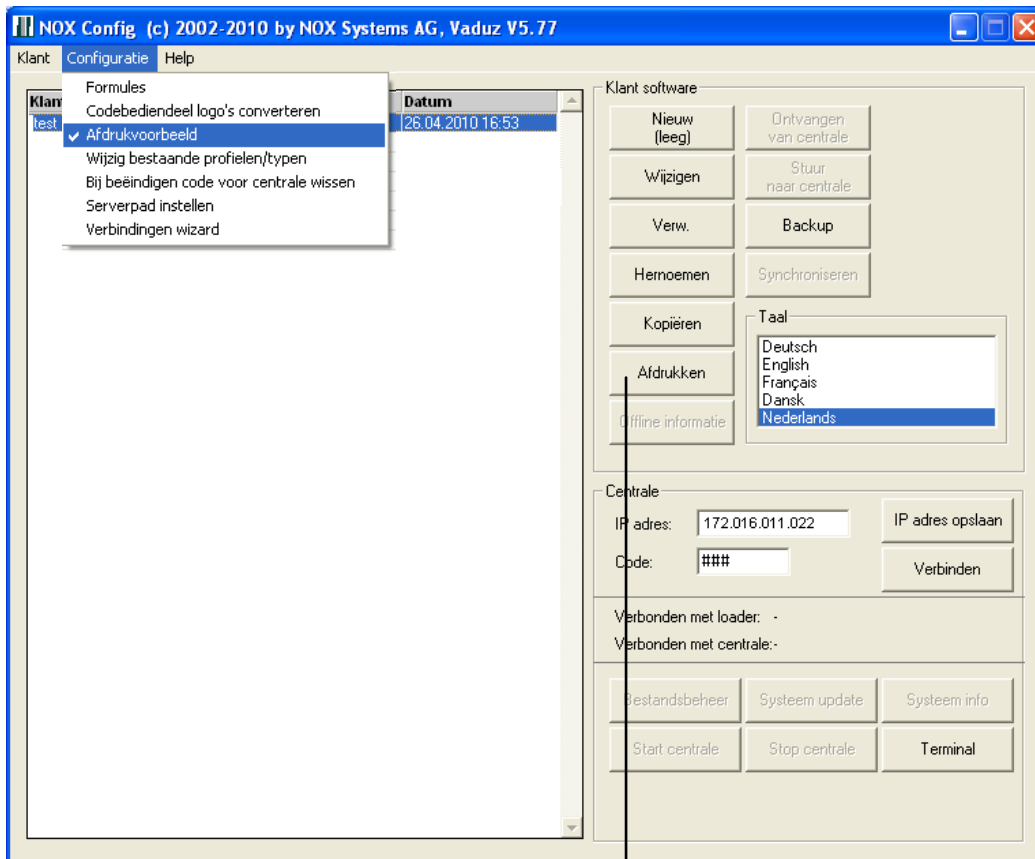 NOX Config (c) 2002-2010 by NOX Systems AG, Vaduz V5.77
Klant Configuratie Help
Formules
Codebediendeel logo's converteren
Afdrukvoorbeeld
Wijzig bestaande profielen/typen
Bij beëindigen code voor centrale wissen
Serverpad instellen
Verbindingen wizard
Klan Datum
test 26.04.2010 16:53
Klant software
Nieuw
(leeg)
Ontvangen
van centrale
Wijzigen
Stuur
naar centrale
Verw.
Backup
Hernoemen
Synchroniseren
Kopiëren
Afdrukken
Offline informatie
Taal
Deutsch
English
Français
Dansk
Nederlands
Centrale
IP adres: 172.016.011.022
IP adres opslaan
Code: ###
Verbinden
Verbonden met loader: -
Verbonden met centrale:-
Bestandsbeheer
Systeem update
Systeem info
Start centrale
Stop centrale
Terminal